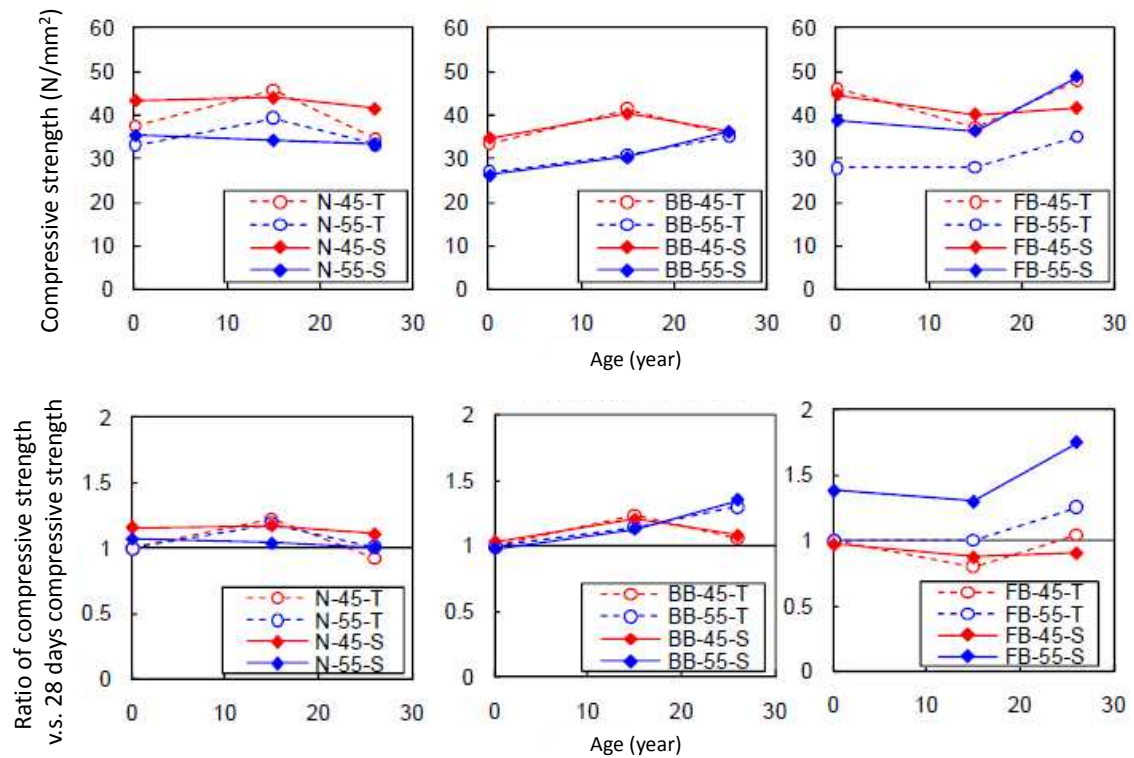 Compressive strength (N/mm²)
60
50
40
30
20
10
0
N-45-T
N-55-T
N-45-S
N-55-S
0 10 20 30
60
50
40
30
20
10
0
BB-45-T
BB-55-T
BB-45-S
BB-55-S
0 10 20 30
60
50
40
30
20
10
0
FB-45-T
FB-55-T
FB-45-S
FB-55-S
0 10 20 30
Age (year)
Ratio of compressive strength
v.s. 28 days compressive strength
2
1.5
1
0.5
0
N-45-T
N-55-T
N-45-S
N-55-S
0 10 20 30
2
1.5
1
0.5
0
BB-45-T
BB-55-T
BB-45-S
BB-55-S
0 10 20 30
2
1.5
1
0.5
0
FB-45-T
FB-55-T
FB-45-S
FB-55-S
0 10 20 30
Age (year)